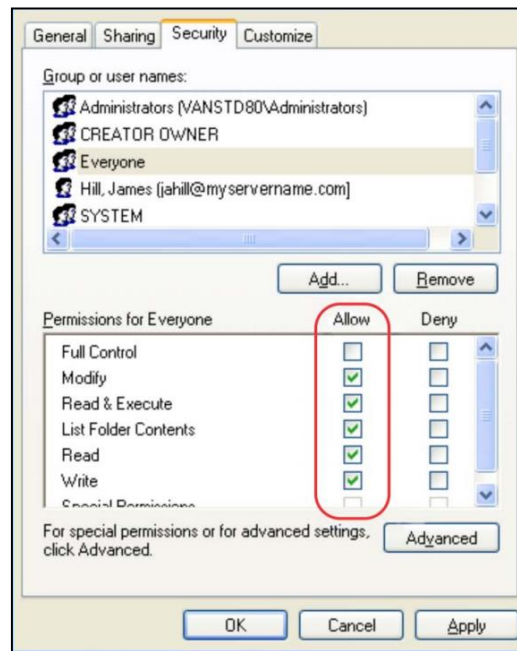 General Sharing Security Customize
Group or user names:
Administrators (VANSTD80\Administrators)
CREATOR OWNER
Everyone
Hill, James [jahill@myservername.com]
SYSTEM
Add... Remove
Permissions for Everyone Allow Deny
Full Control
Modify
Read & Execute
List Folder Contents
Read
Write
Special Permissions
For special permissions or for advanced settings, Advanced
click Advanced.
OK Cancel Apply